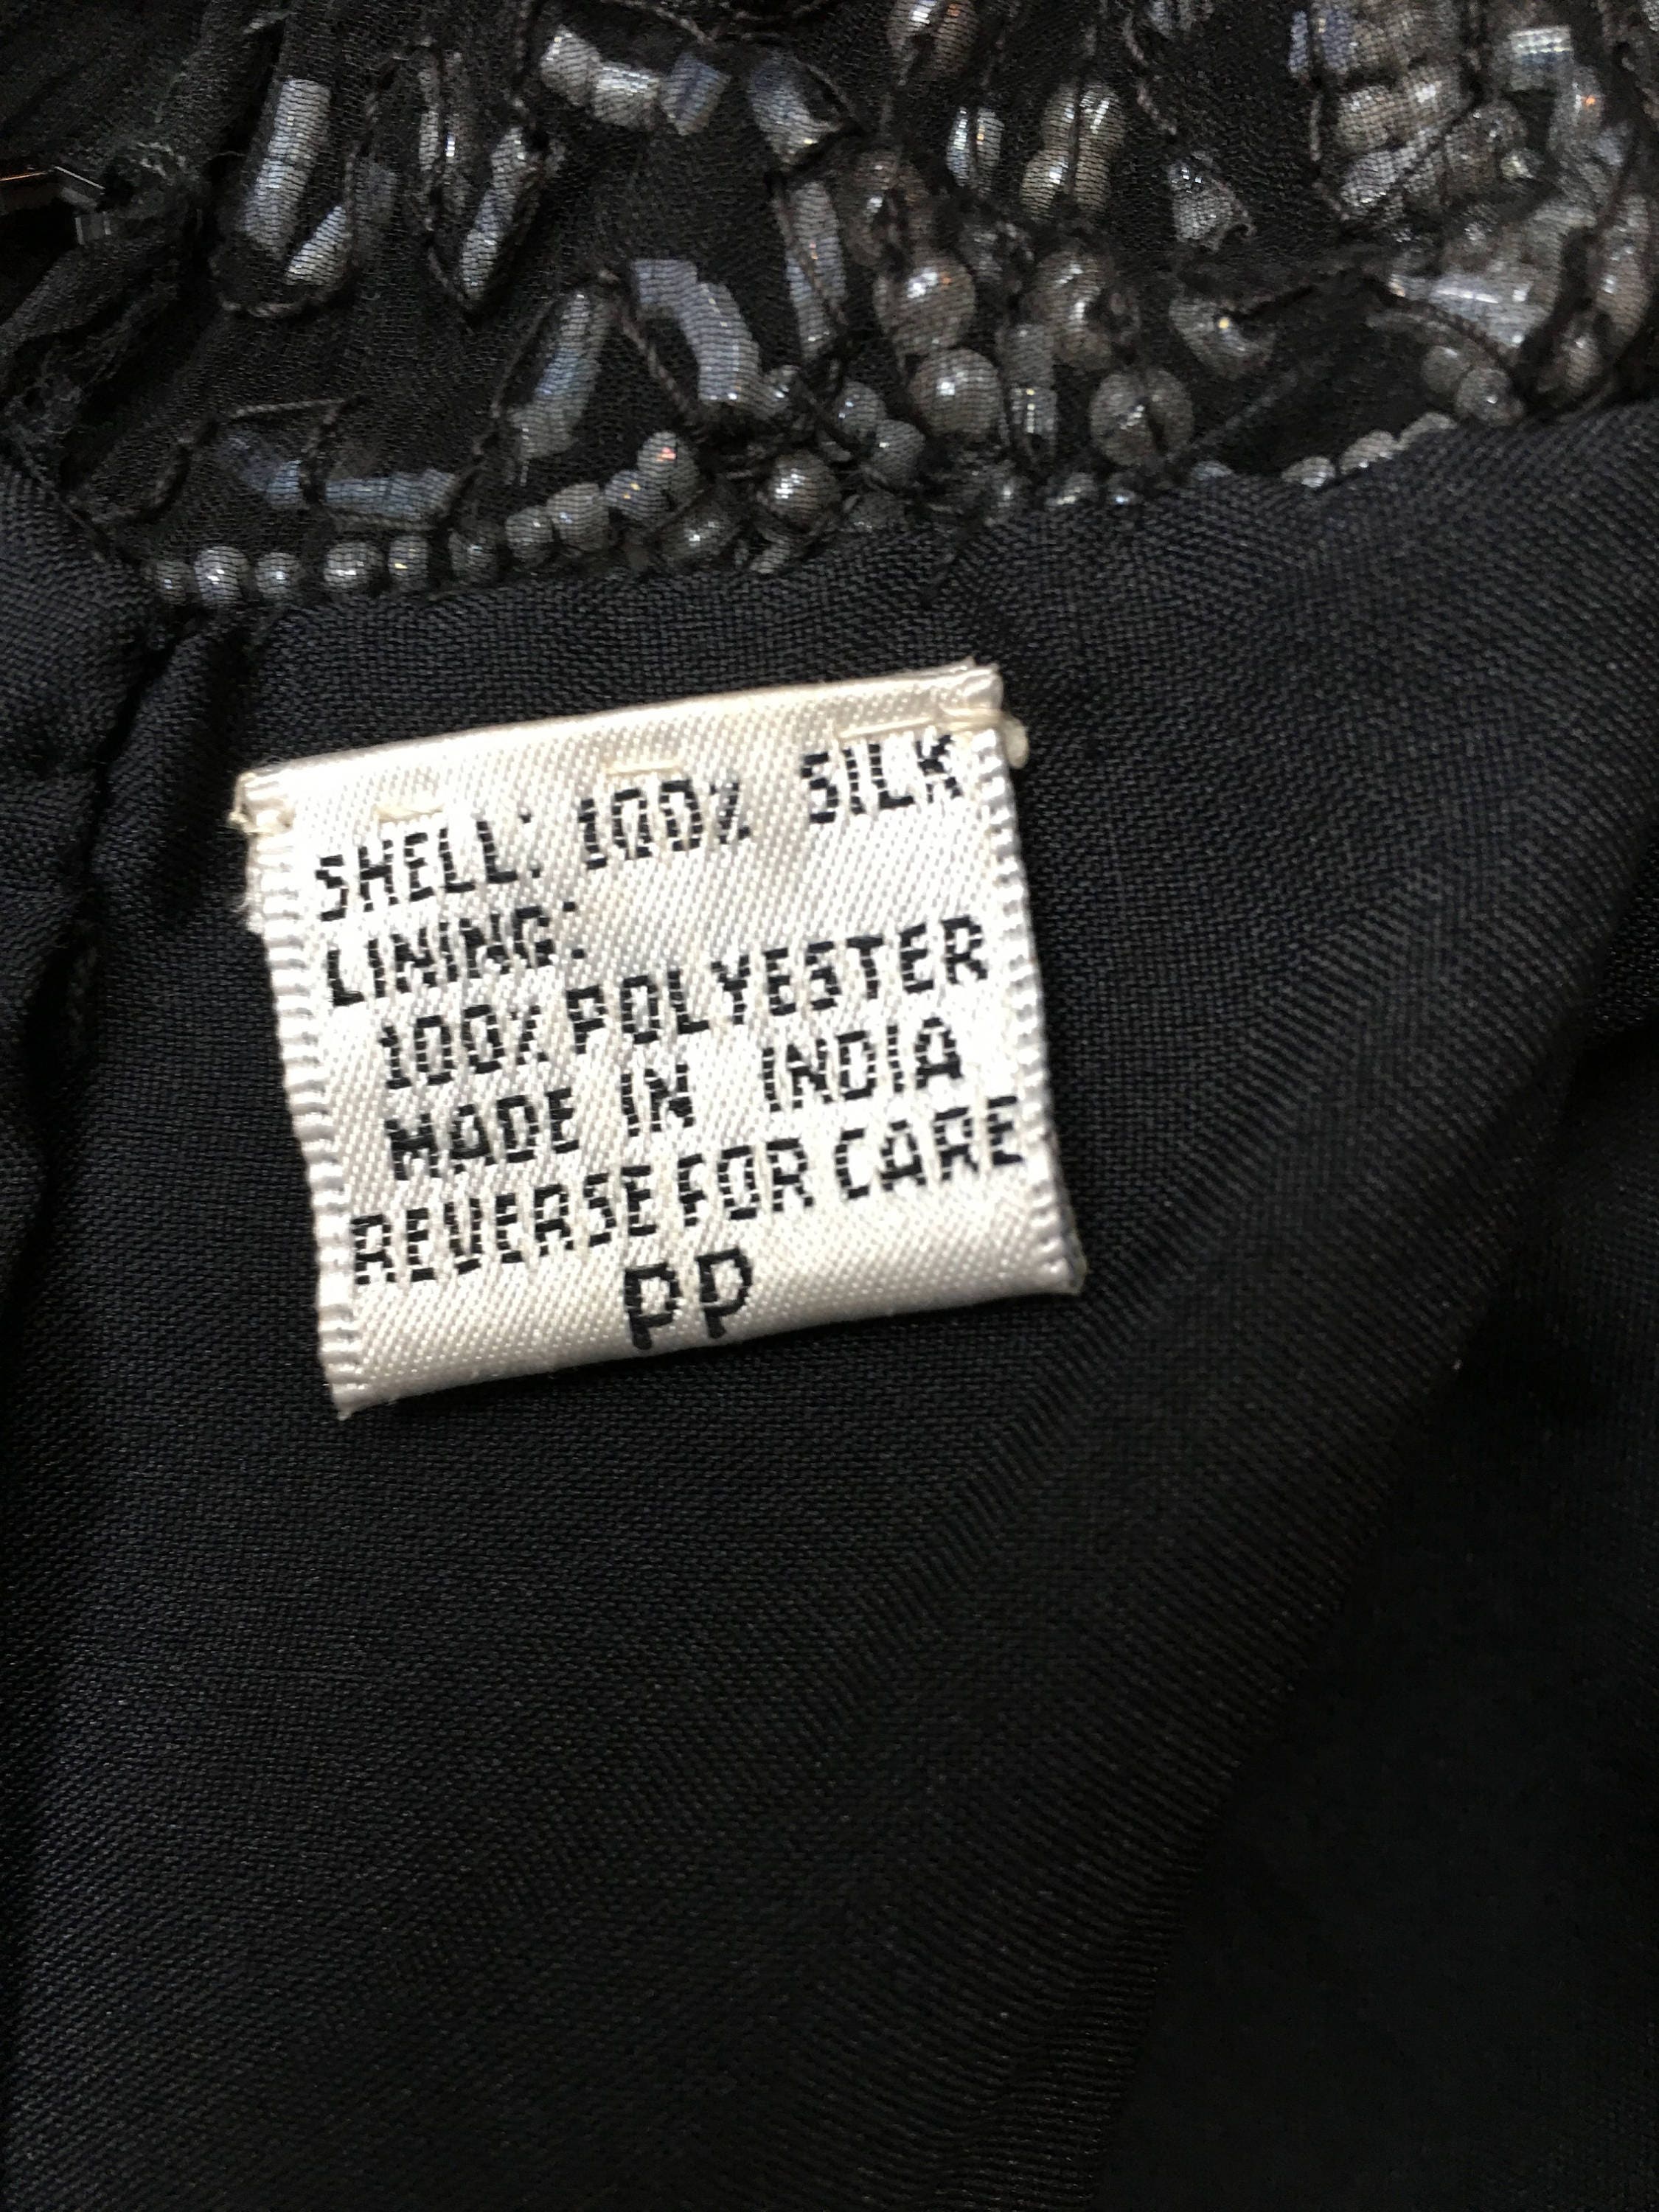 SHELL: 100% SILK
LINING:
100% POLYESTER
MADE IN INDIA
REVERSE FOR CARE
PP